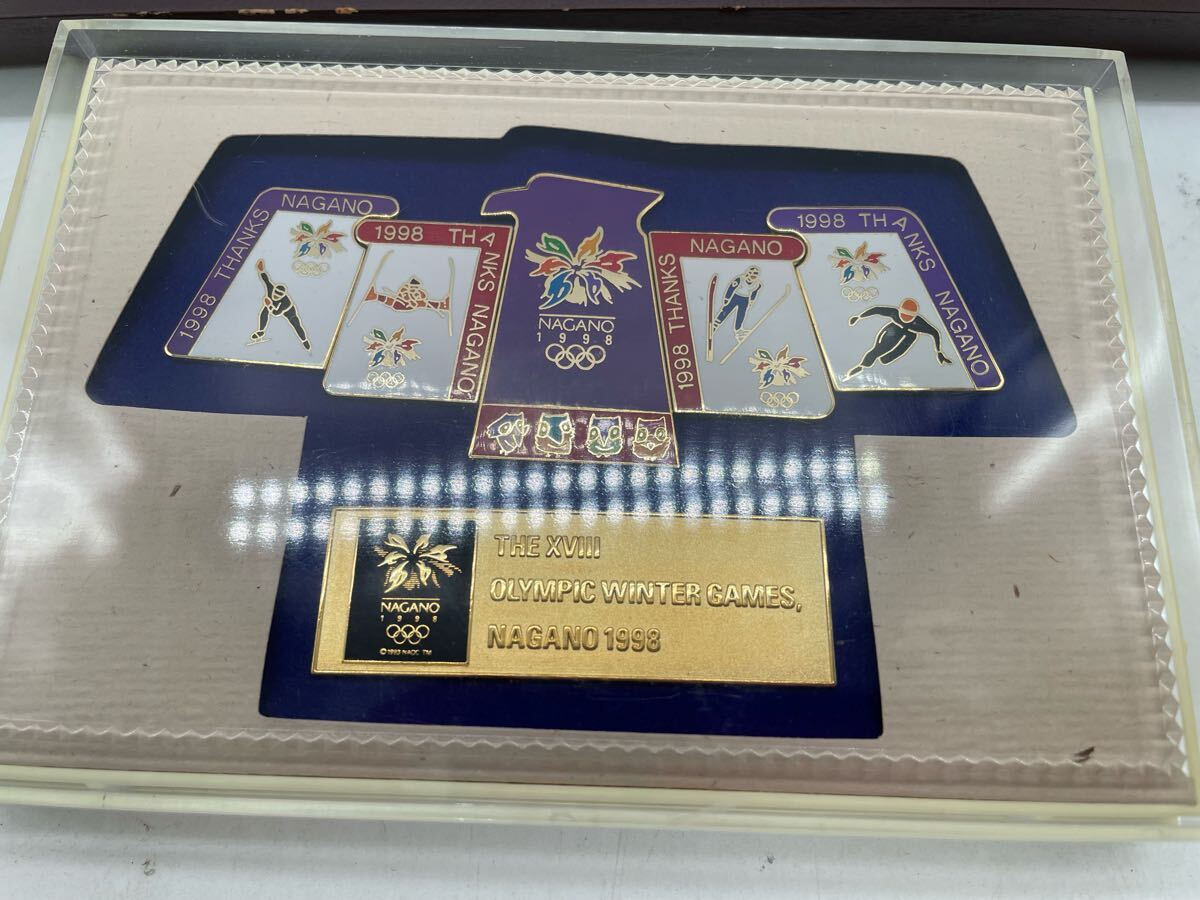 1998 THANKS NAGANO
1998 THANKS NAGANO
NAGANO
1998
1998 THANKS NAGANO
1998 THANKS NAGANO
NAGANO
1998
THE XVIII
OLYMPIC WINTER GAMES,
NAGANO 1998